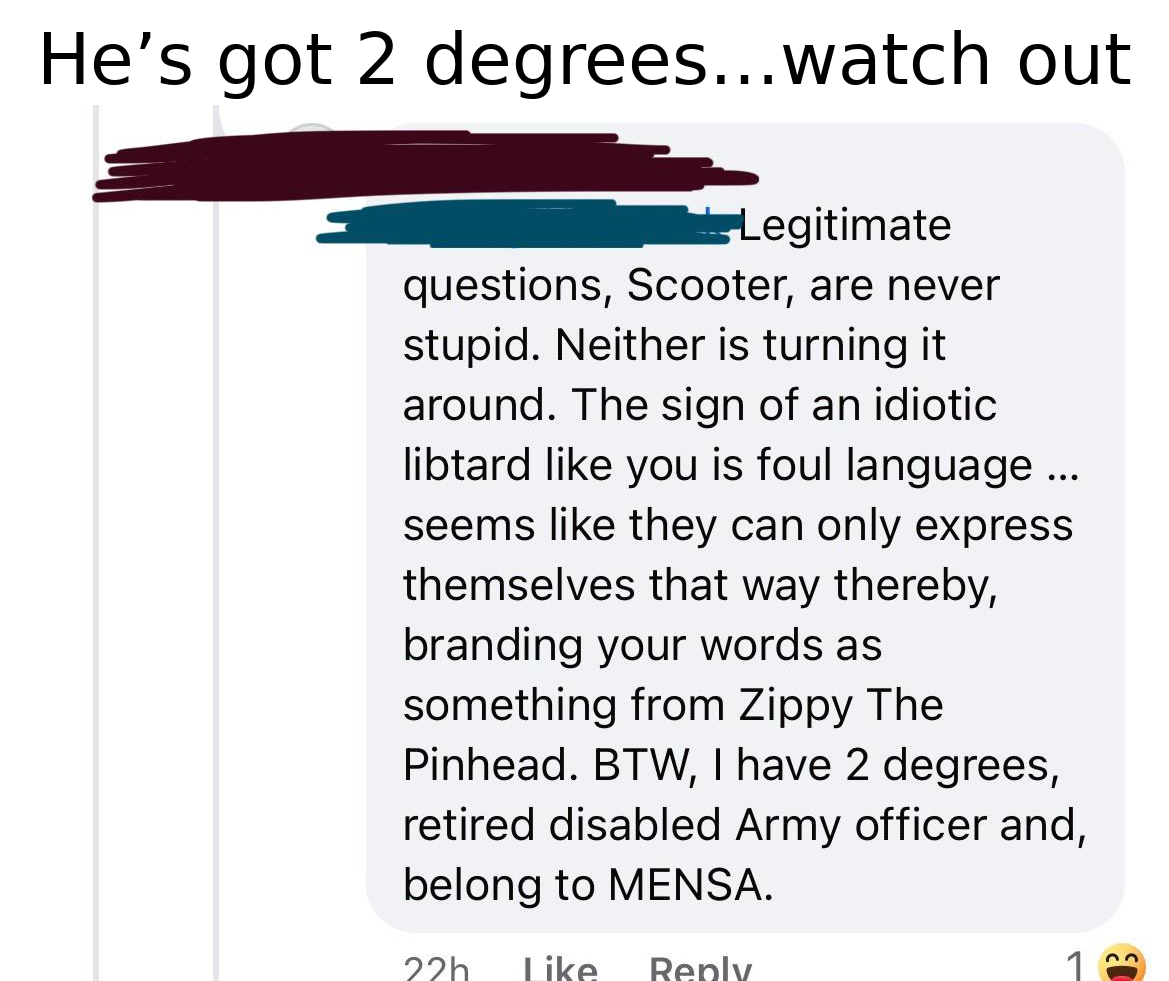 He’s got 2 degrees...watch out
Legitimate
questions, Scooter, are never
stupid. Neither is turning it
around. The sign of an idiotic
libtard like you is foul language ...
seems like they can only express
themselves that way thereby,
branding your words as
something from Zippy The
Pinhead. BTW, I have 2 degrees,
retired disabled Army officer and,
belong to MENSA.
22h Like Reply 1